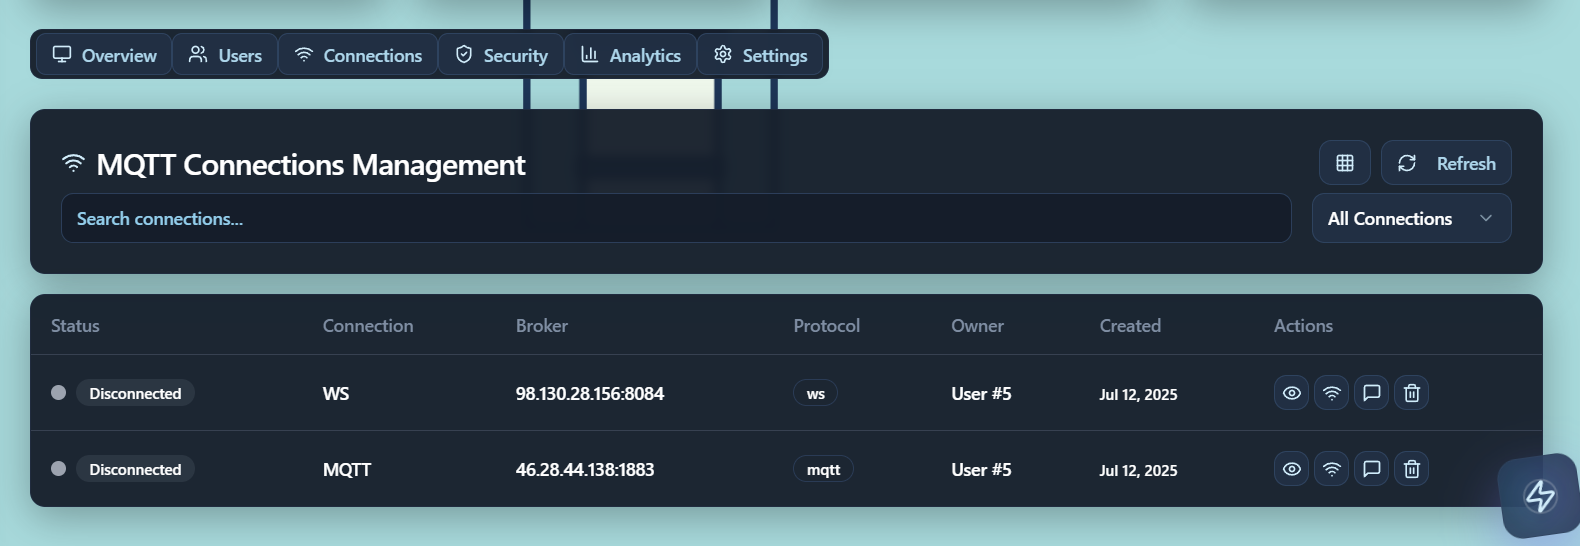 Overview Users Connections Security Analytics Settings
MQTT Connections Management
Refresh
Search connections...
All Connections
Status Connection Broker Protocol Owner Created Actions
Disconnected WS 98.130.28.156:8084 ws User #5 Jul 12, 2025
Disconnected MQTT 46.28.44.138:1883 mqtt User #5 Jul 12, 2025